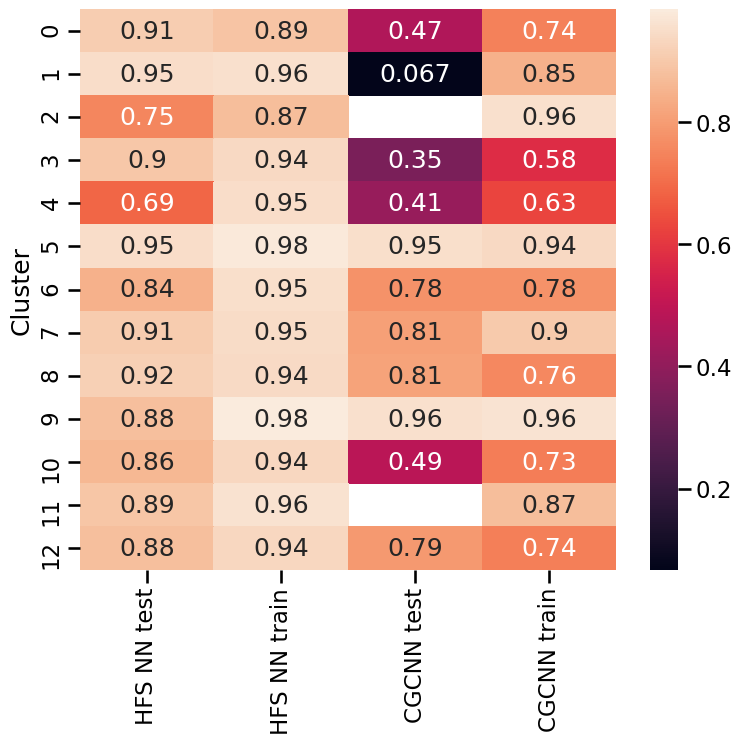 0 0.91 0.89 0.47 0.74
1 0.95 0.96 0.067 0.85
2 0.75 0.87 0.96
3 0.9 0.94 0.35 0.58
4 0.69 0.95 0.41 0.63
5 0.95 0.98 0.95 0.94
6 0.84 0.95 0.78 0.78
7 0.91 0.95 0.81 0.9
8 0.92 0.94 0.81 0.76
9 0.88 0.98 0.96 0.96
10 0.86 0.94 0.49 0.73
11 0.89 0.96 0.87
12 0.88 0.94 0.79 0.74
Cluster
HFS NN test
HFS NN train
CGCNN test
CGCNN train
0.8
0.6
0.4
0.2